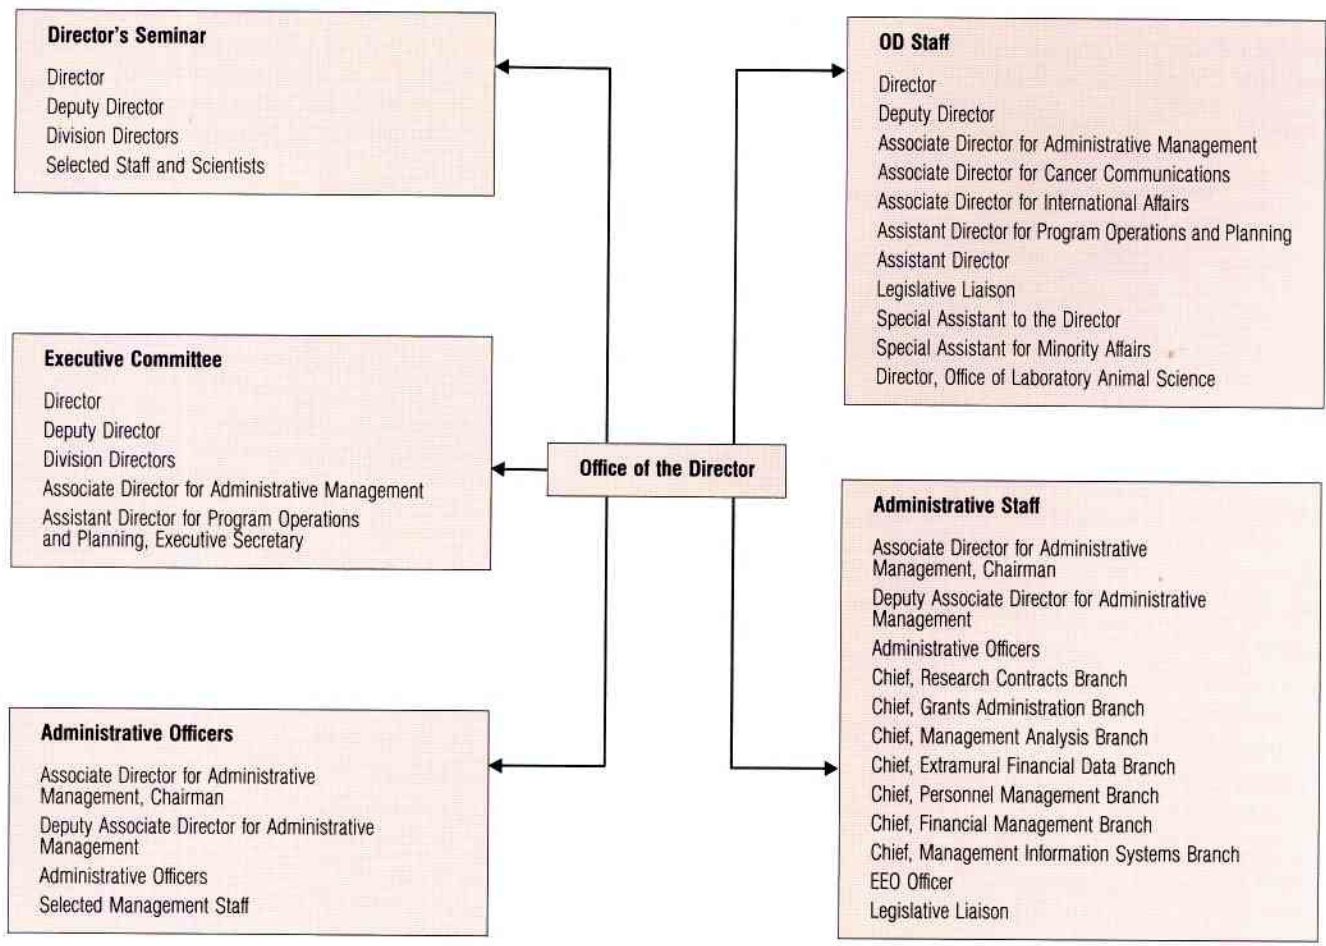 Director's Seminar
Director
Deputy Director
Division Directors
Selected Staff and Scientists
Executive Committee
Director
Deputy Director
Division Directors
Associate Director for Administrative Management
Assistant Director for Program Operations
and Planning, Executive Secretary
Administrative Officers
Associate Director for Administrative
Management, Chairman
Deputy Associate Director for Administrative
Management
Administrative Officers
Selected Management Staff
Office of the Director
OD Staff
Director
Deputy Director
Associate Director for Administrative Management
Associate Director for Cancer Communications
Associate Director for International Affairs
Assistant Director for Program Operations and Planning
Assistant Director
Legislative Liaison
Special Assistant to the Director
Special Assistant for Minority Affairs
Director, Office of Laboratory Animal Science
Administrative Staff
Associate Director for Administrative
Management, Chairman
Deputy Associate Director for Administrative
Management
Administrative Officers
Chief, Research Contracts Branch
Chief, Grants Administration Branch
Chief, Management Analysis Branch
Chief, Extramural Financial Data Branch
Chief, Personnel Management Branch
Chief, Financial Management Branch
Chief, Management Information Systems Branch
EEO Officer
Legislative Liaison